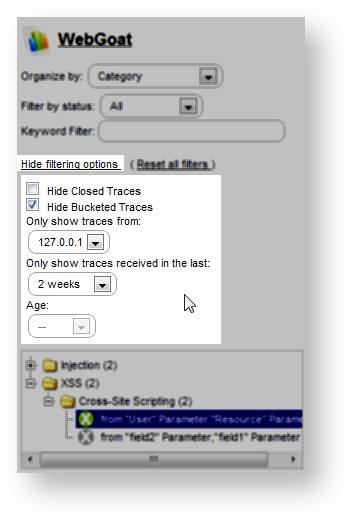 WebGoat
Organize by: Category
Filter by status: All
Keyword Filter:
Hide filtering options (Reset all filters)
Hide Closed Traces
Hide Bucketed Traces
Only show traces from:
127.0.0.1
Only show traces received in the last:
2 weeks
Age:
--
Injection (2)
XSS (2)
Cross-Site Scripting (2)
from "User" Parameter "Resource" Parame
from "field2" Parameter,"field1" Parameter